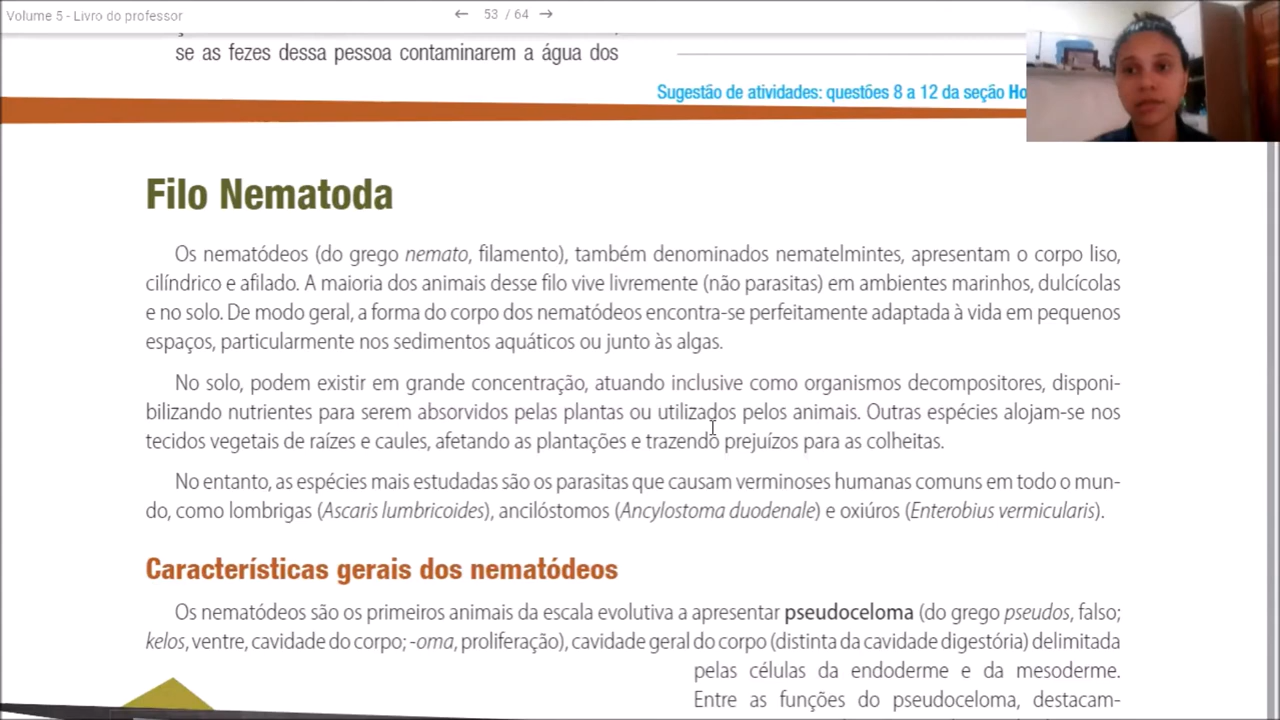 Volume 5 - Livro do professor
← 53 / 64 →
se as fezes dessa pessoa contaminarem a água dos
Sugestão de atividades: questões 8 a 12 da seção Ho
Filo Nematoda
Os nematódeos (do grego nemato, filamento), também denominados nematelmintes, apresentam o corpo liso,
cilíndrico e afilado. A maioria dos animais desse filo vive livremente (não parasitas) em ambientes marinhos, dulcícolas
e no solo. De modo geral, a forma do corpo dos nematódeos encontra-se perfeitamente adaptada à vida em pequenos
espaços, particularmente nos sedimentos aquáticos ou junto às algas.
No solo, podem existir em grande concentração, atuando inclusive como organismos decompositores, disponi-
bilizando nutrientes para serem absorvidos pelas plantas ou utilizados pelos animais. Outras espécies alojam-se nos
tecidos vegetais de raízes e caules, afetando as plantações e trazendo prejuízos para as colheitas.
No entanto, as espécies mais estudadas são os parasitas que causam verminoses humanas comuns em todo o mun-
do, como lombrigas (Ascaris lumbricoides), ancilóstomos (Ancylostoma duodenale) e oxiúros (Enterobius vermicularis).
Características gerais dos nematódeos
Os nematódeos são os primeiros animais da escala evolutiva a apresentar pseudoceloma (do grego pseudos, falso;
kelos, ventre, cavidade do corpo; -oma, proliferação), cavidade geral do corpo (distinta da cavidade digestória) delimitada
pelas células da endoderme e da mesoderme.
Entre as funções do pseudoceloma, destacam-